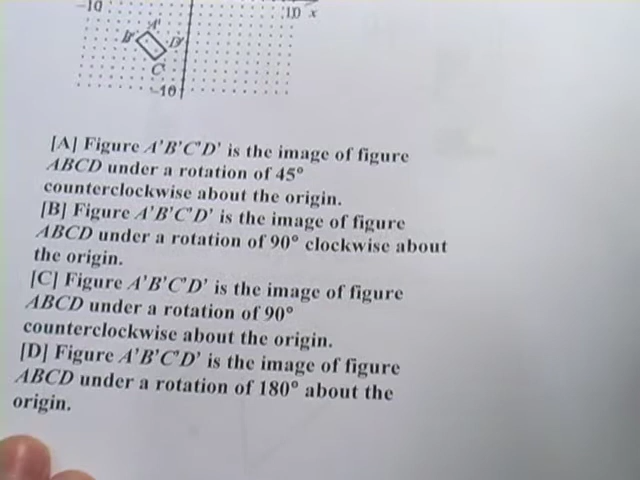 -10 10 x
A'
B' D'
C'
-10
[A] Figure A'B'C'D' is the image of figure
ABCD under a rotation of 45°
counterclockwise about the origin.
[B] Figure A'B'C'D' is the image of figure
ABCD under a rotation of 90° clockwise about
the origin.
[C] Figure A'B'C'D' is the image of figure
ABCD under a rotation of 90°
counterclockwise about the origin.
[D] Figure A'B'C'D' is the image of figure
ABCD under a rotation of 180° about the
origin.